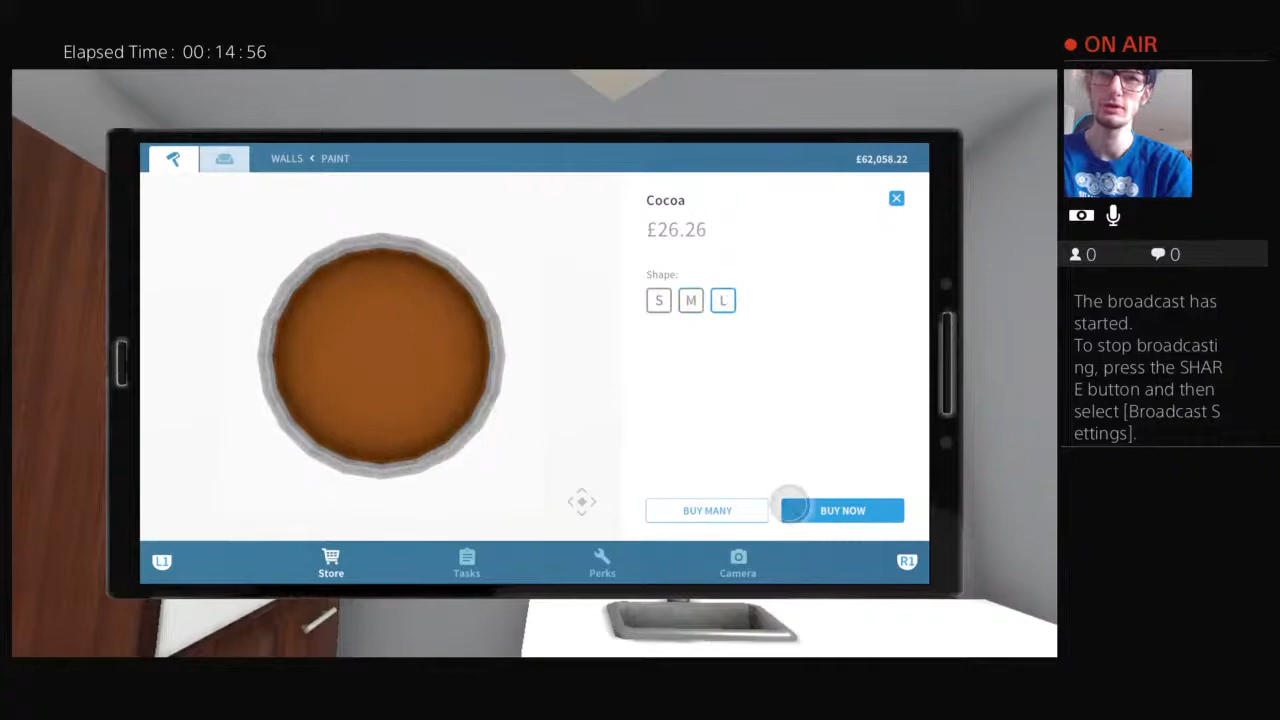 Elapsed Time: 00:14:56
ON AIR
WALLS < PAINT
£62,058.22
Cocoa
£26.26
Shape:
S M L
BUY MANY
BUY NOW
L1
Store
Tasks
Perks
Camera
R1
0
0
The broadcast has
started.
To stop broadcasti
ng, press the SHAR
E button and then
select [Broadcast S
ettings].